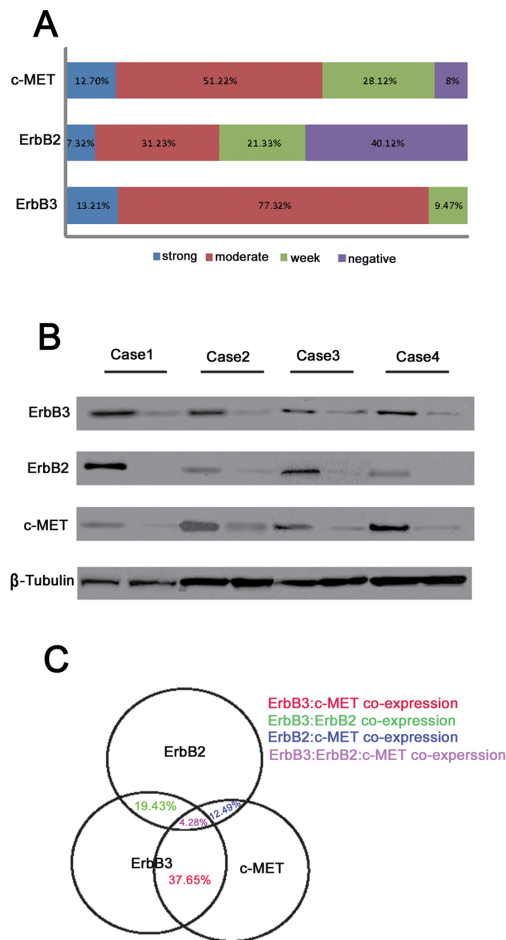 A
c-MET
12.70% 51.22% 28.12% 8%
ErbB2
7.32% 31.23% 21.33% 40.12%
ErbB3
13.21% 77.32% 9.47%
strong moderate week negative
B
Case1 Case2 Case3 Case4
ErbB3
ErbB2
c-MET
β-Tubulin
C
ErbB3:c-MET co-expression
ErbB3:ErbB2 co-expression
ErbB2:c-MET co-expression
ErbB3:ErbB2:c-MET co-experssion
ErbB2
19.43%
12.49%
4.28%
ErbB3
c-MET
37.65%